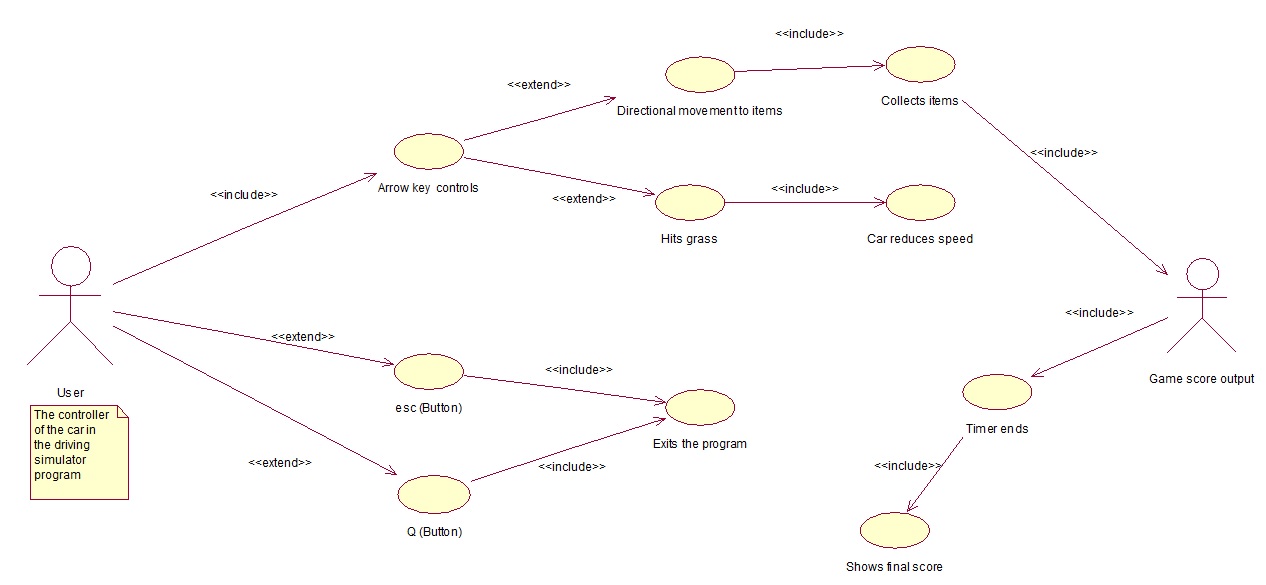 <<include>>
Collects items
<<extend>>
Directional movement to items
<<include>>
Arrow key controls
<<include>>
<<extend>>
Hits grass
<<include>>
Car reduces speed
<<include>>
User
The controller
of the car in
the driving
simulator
program
<<extend>>
esc (Button)
<<include>>
Exits the program
<<extend>>
Q (Button)
<<include>>
Game score output
<<include>>
Timer ends
<<include>>
Shows final score